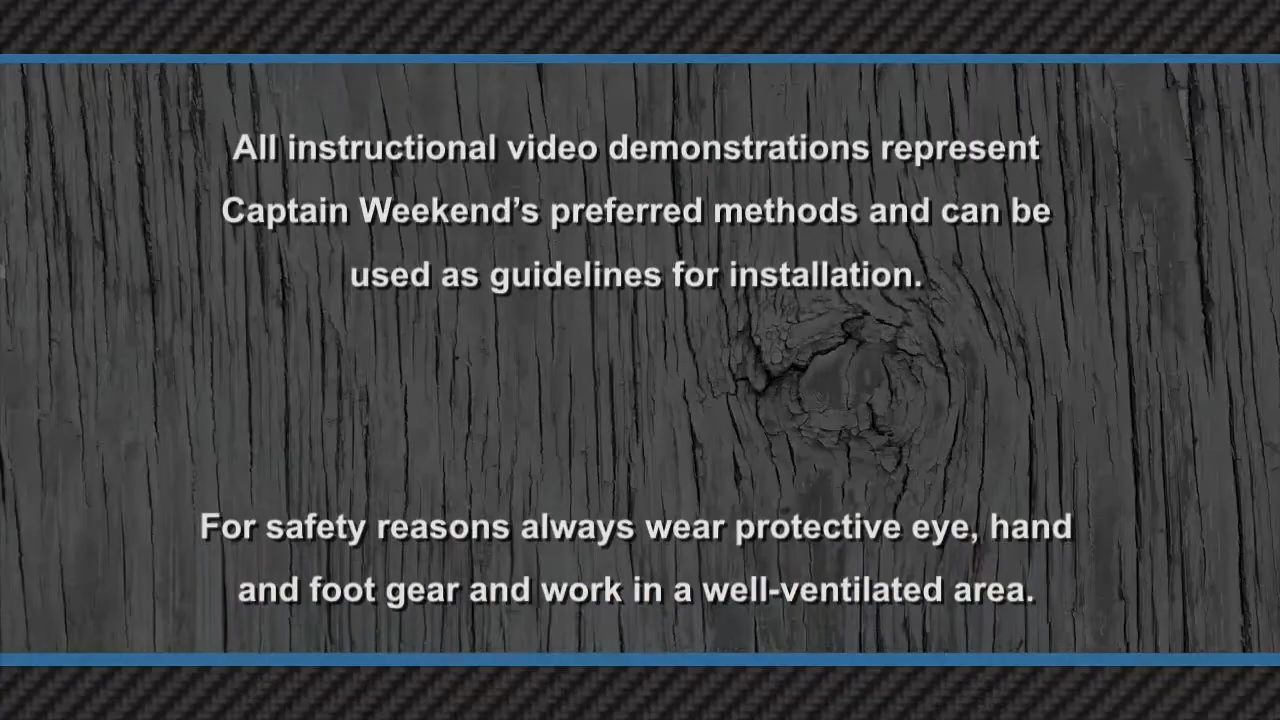 All instructional video demonstrations represent
Captain Weekend’s preferred methods and can be
used as guidelines for installation.
For safety reasons always wear protective eye, hand
and foot gear and work in a well-ventilated area.